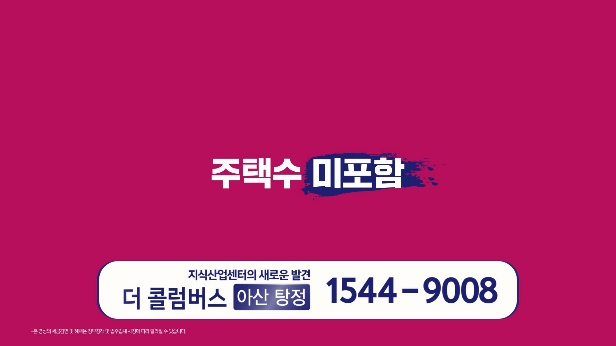 주택수 미포함
지식산업센터의 새로운 발견
더 콜럼버스 아산 탕정 1544-9008